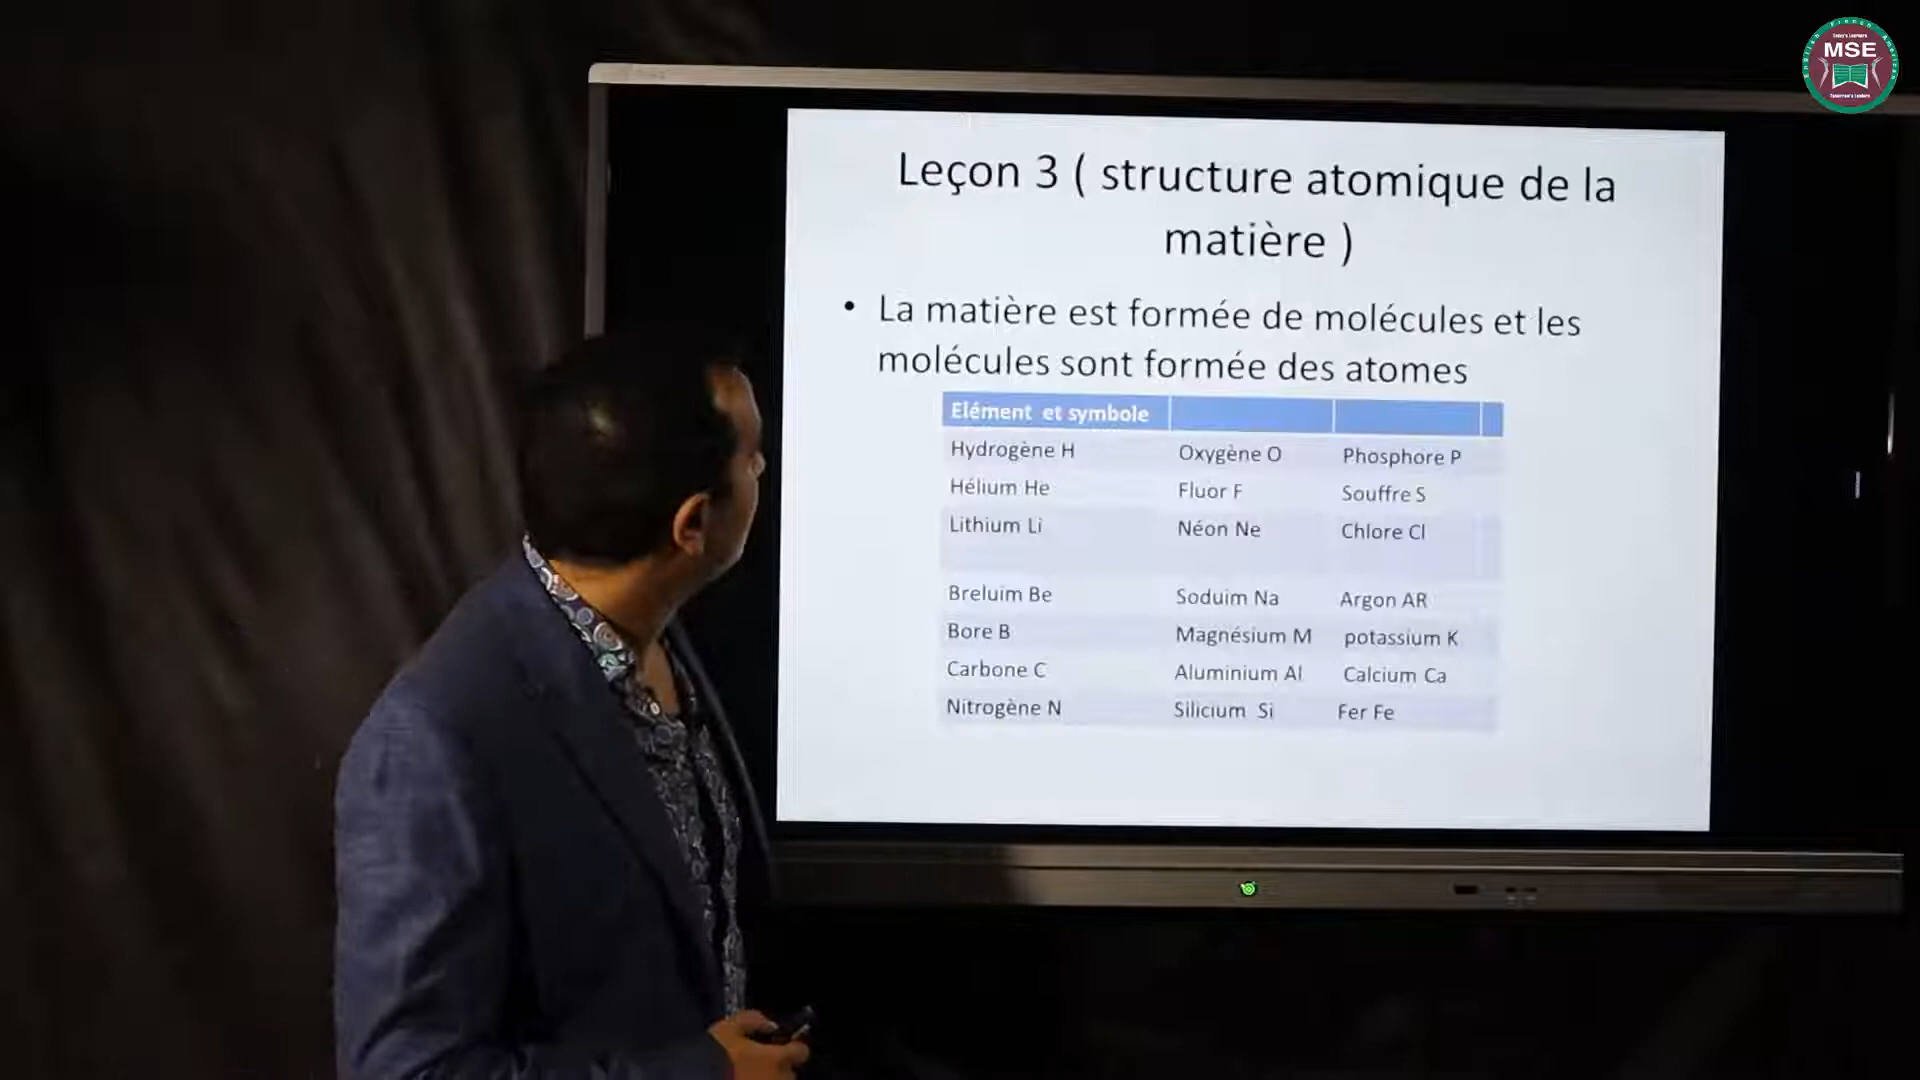 MSE
Leçon 3 ( structure atomique de la
matière )
• La matière est formée de molécules et les
molécules sont formée des atomes
Elément et symbole
Hydrogène H Oxygène O Phosphore P
Hélium He Fluor F Souffre S
Lithium Li Néon Ne Chlore Cl
Breluim Be Soduim Na Argon AR
Bore B Magnésium M potassium K
Carbone C Aluminium Al Calcium Ca
Nitrogène N Silicium Si Fer Fe